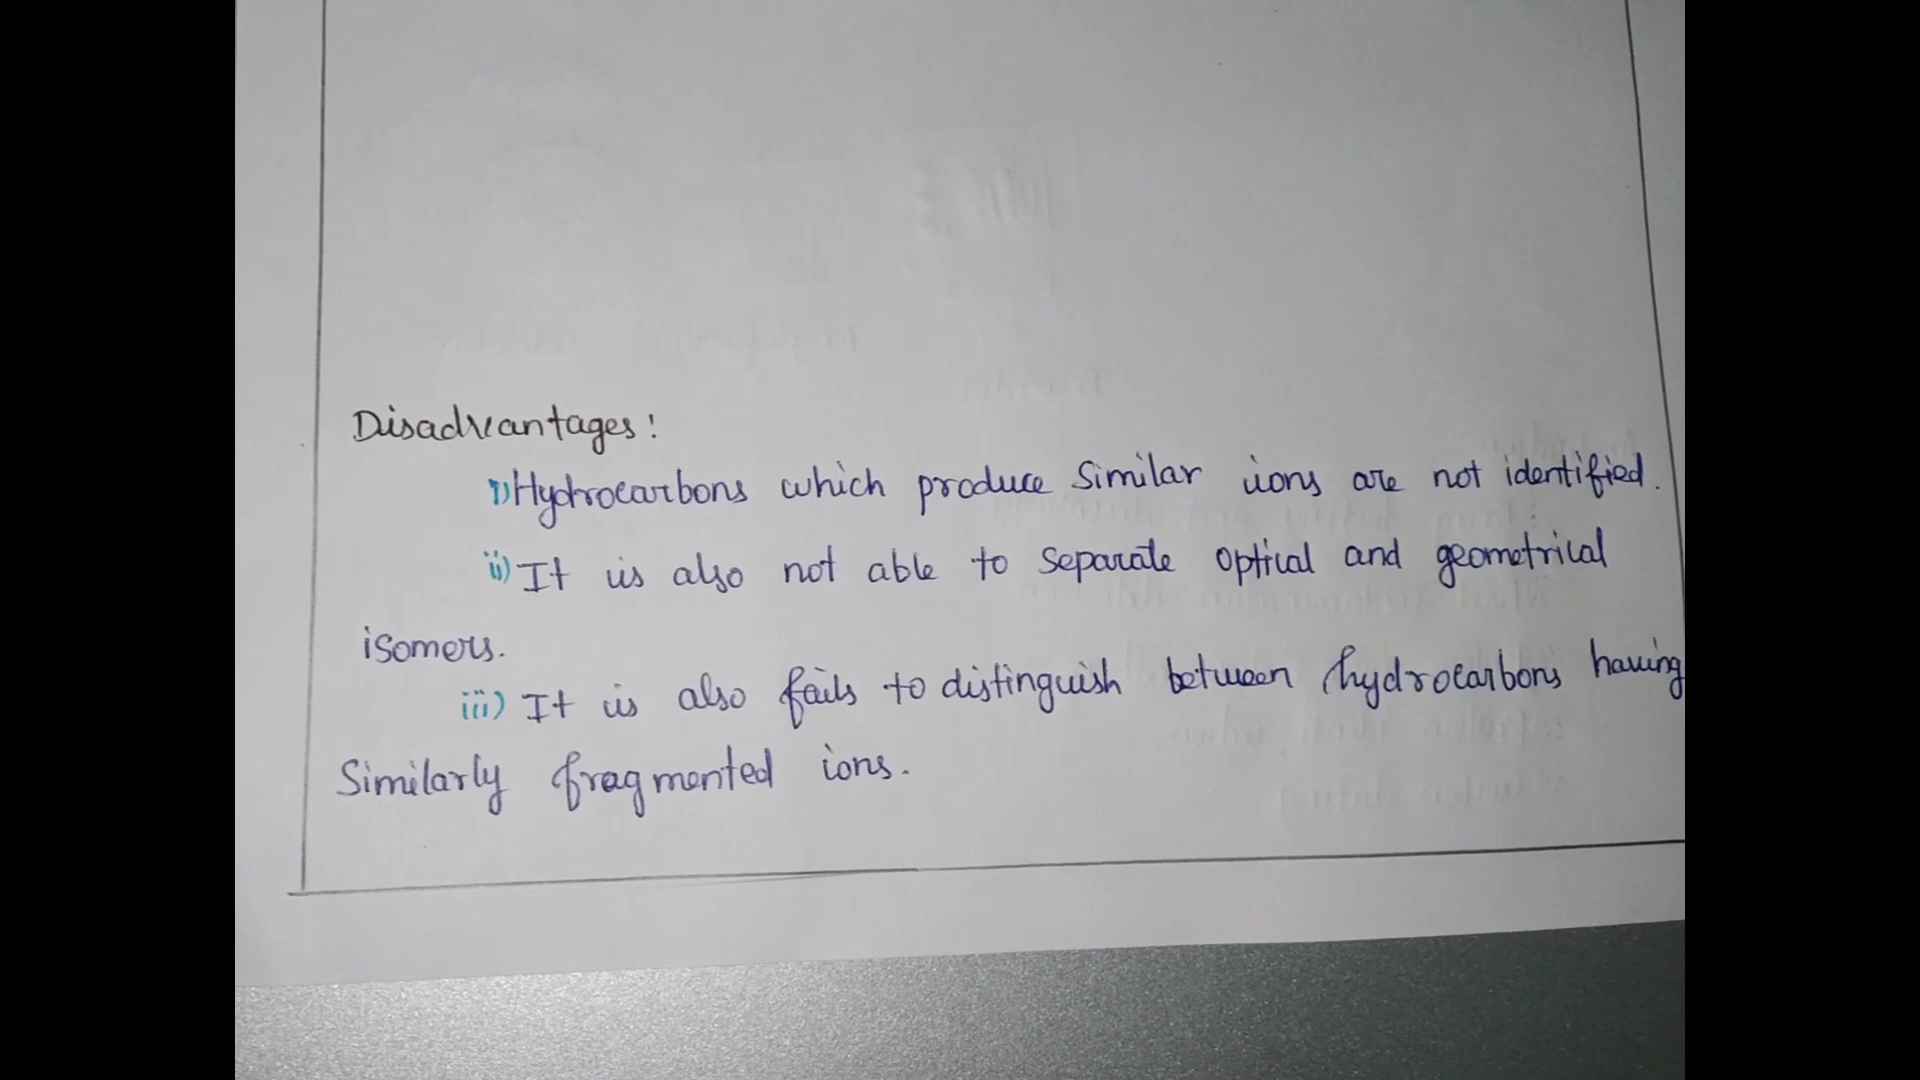 Disadvantages:
i) Hydrocarbons which produce similar ions are not identified.
ii) It is also not able to separate optical and geometrical
isomers.
iii) It is also fails to distinguish between hydrocarbons having
Similarly fragmented ions.